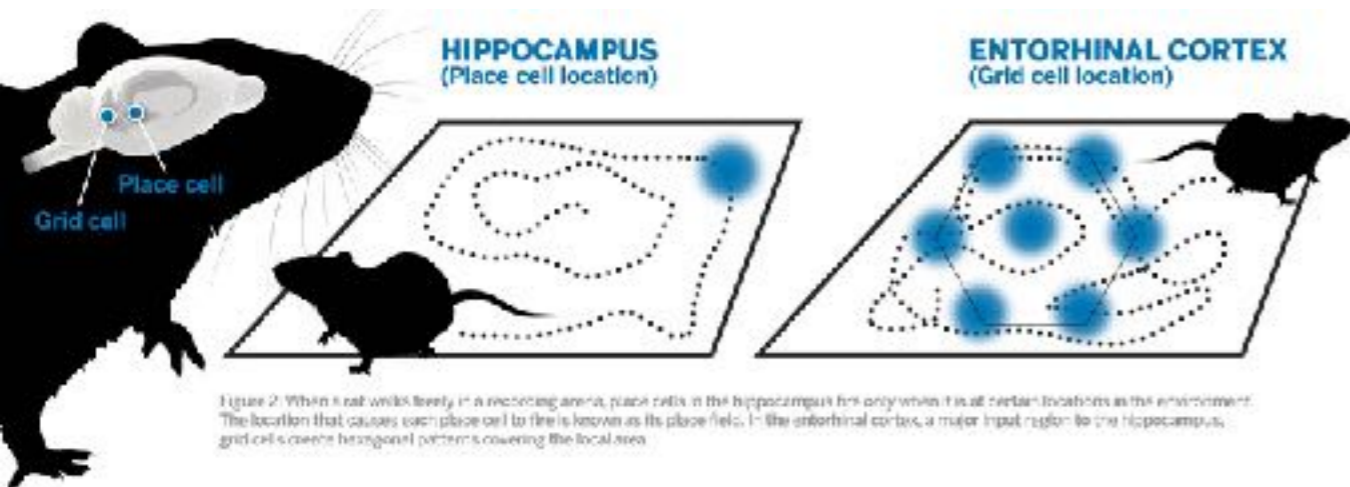 HIPPOCAMPUS
(Place cell location)
ENTORHINAL CORTEX
(Grid cell location)
Place cell
Grid cell
Figure 2. When a rat walks freely in a recording arena, place cells in the hippocampus fire only when it is at certain locations in the environment.
The location that causes each place cell to fire is known as its place field. In the entorhinal cortex, a major input region to the hippocampus,
grid cells create hexagonal patterns covering the local area.